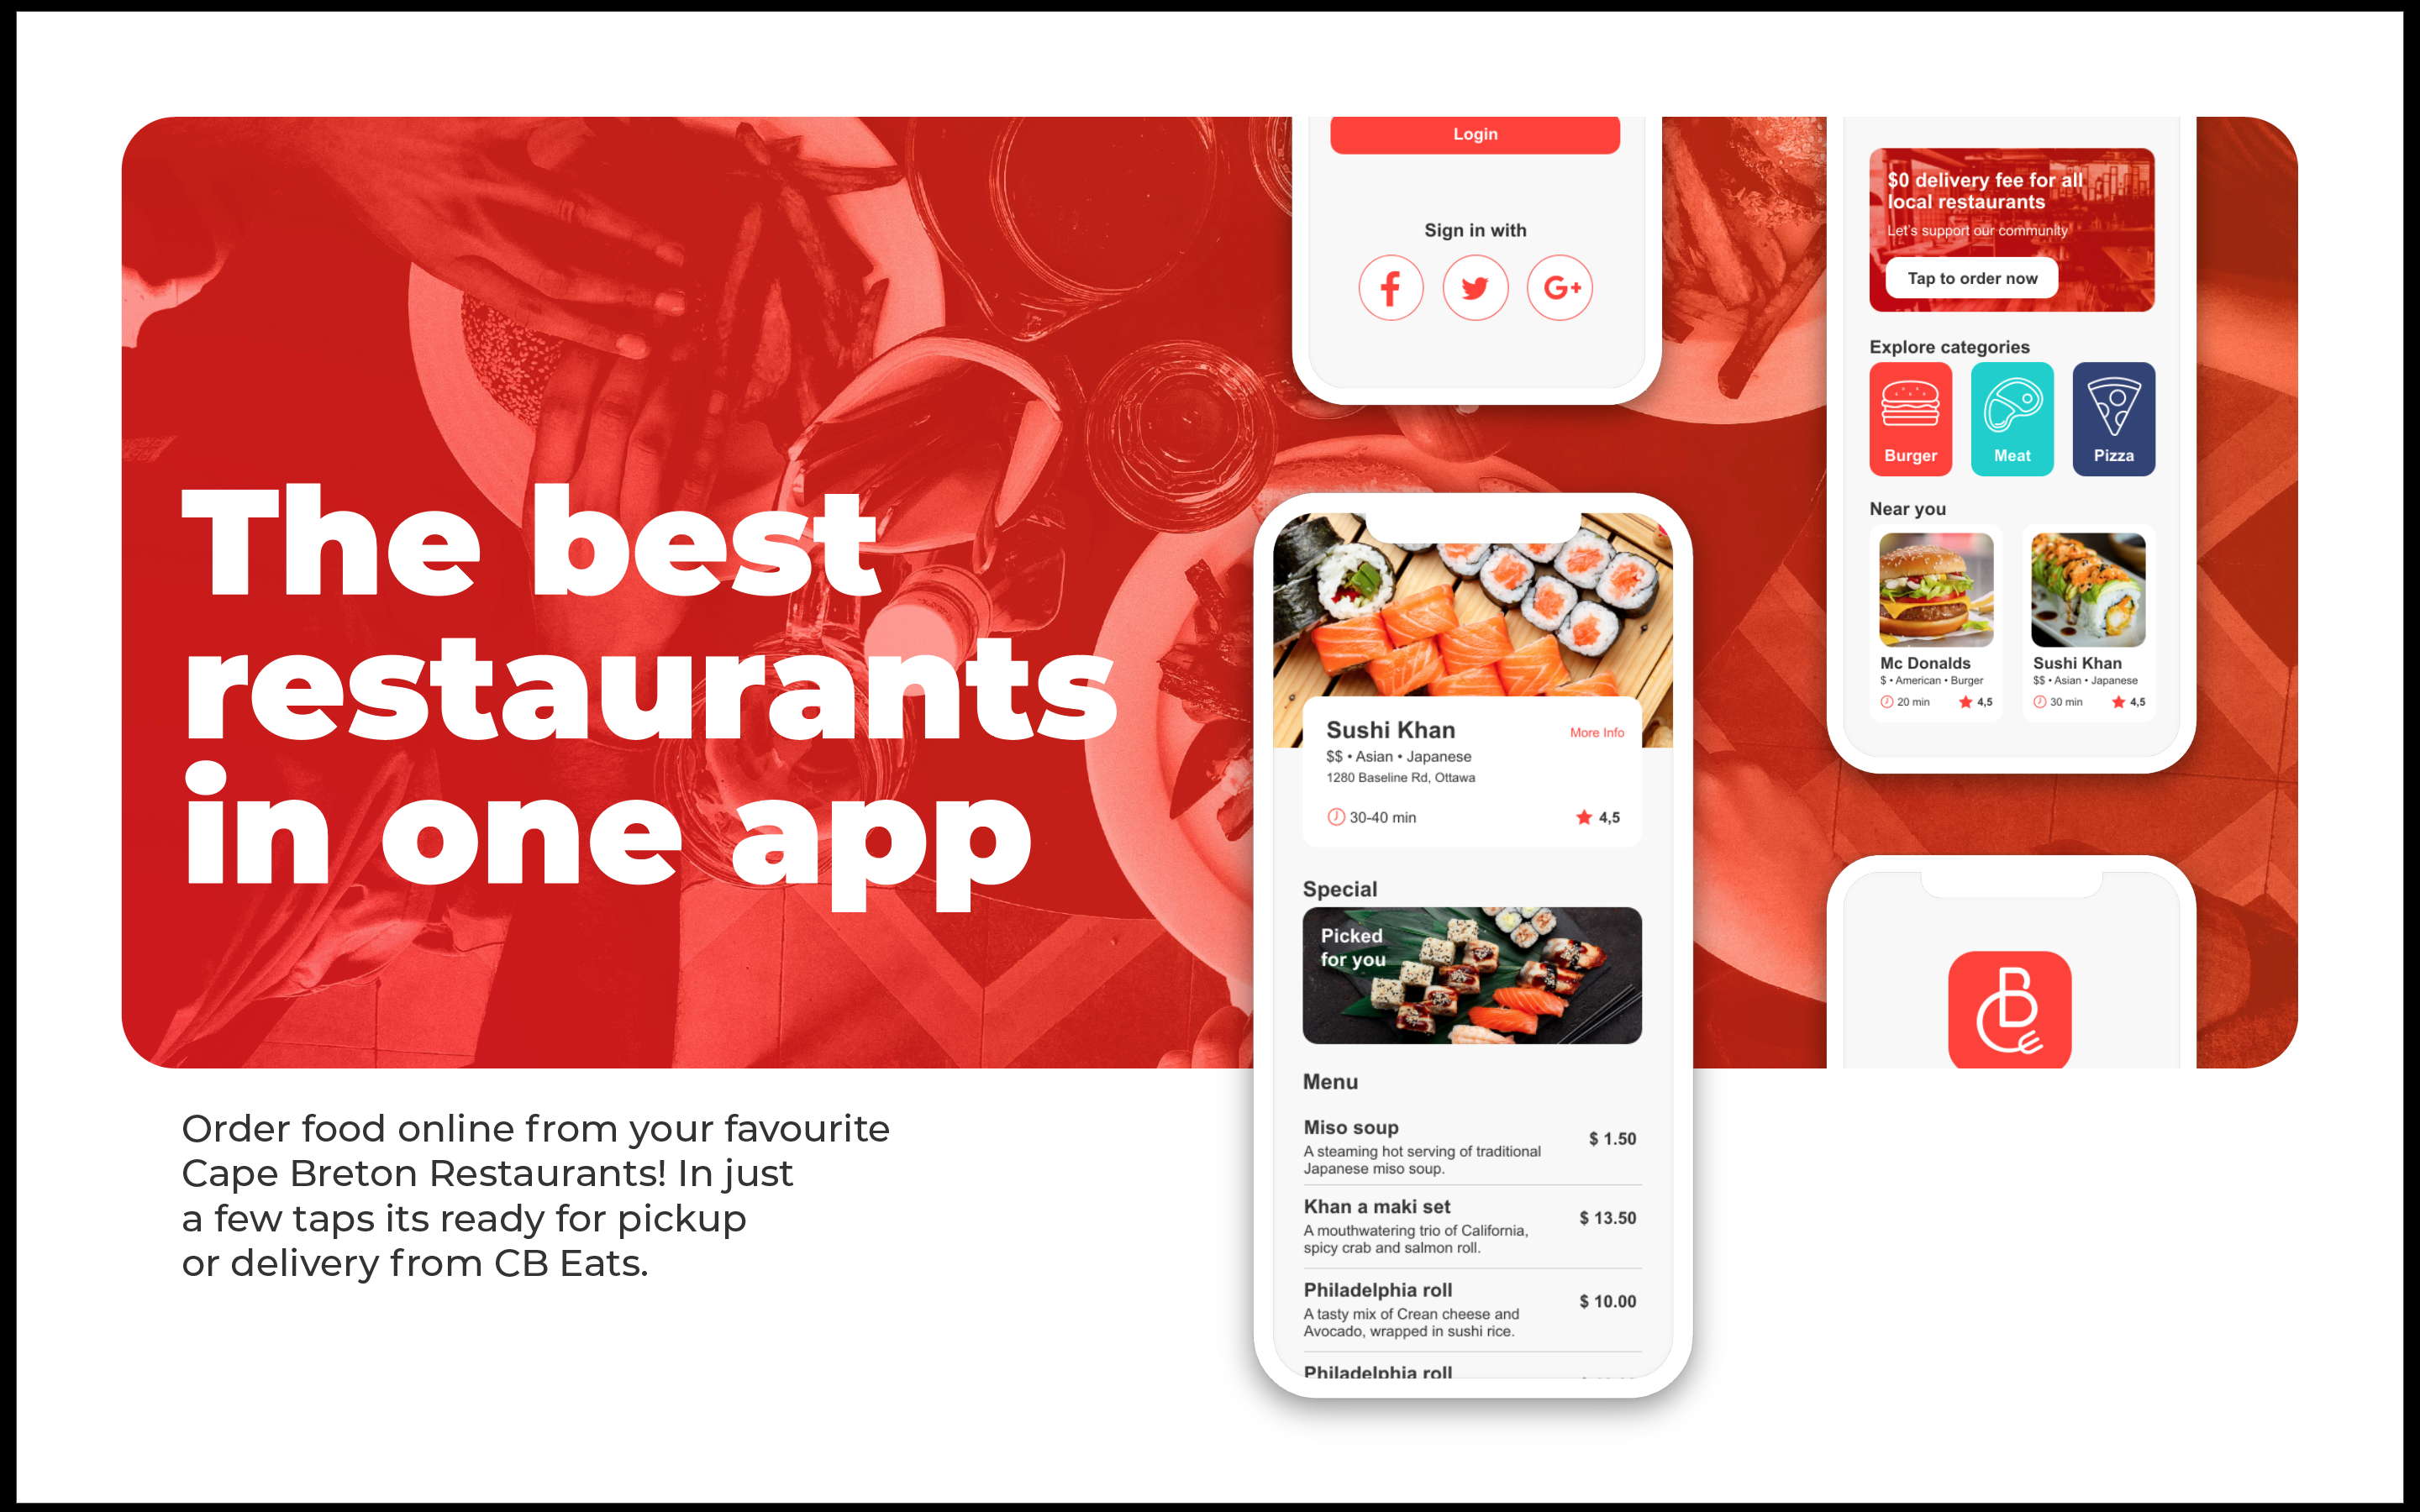 The best
restaurants
in one app
Order food online from your favourite
Cape Breton Restaurants! In just
a few taps its ready for pickup
or delivery from CB Eats.
Login
Sign in with
f
G+
Sushi Khan
More Info
$$ • Asian • Japanese
1280 Baseline Rd, Ottawa
30-40 min
4,5
Special
Picked
for you
Menu
Miso soup
$ 1.50
A steaming hot serving of traditional
Japanese miso soup.
Khan a maki set
$ 13.50
A mouthwatering trio of California,
spicy crab and salmon roll.
Philadelphia roll
$ 10.00
A tasty mix of Crean cheese and
Avocado, wrapped in sushi rice.
Philadelphia roll
$0 delivery fee for all
local restaurants
Let's support our community
Tap to order now
Explore categories
Burger
Meat
Pizza
Near you
Mc Donalds
$ • American • Burger
20 min
4,5
Sushi Khan
$$ • Asian • Japanese
30 min
4,5